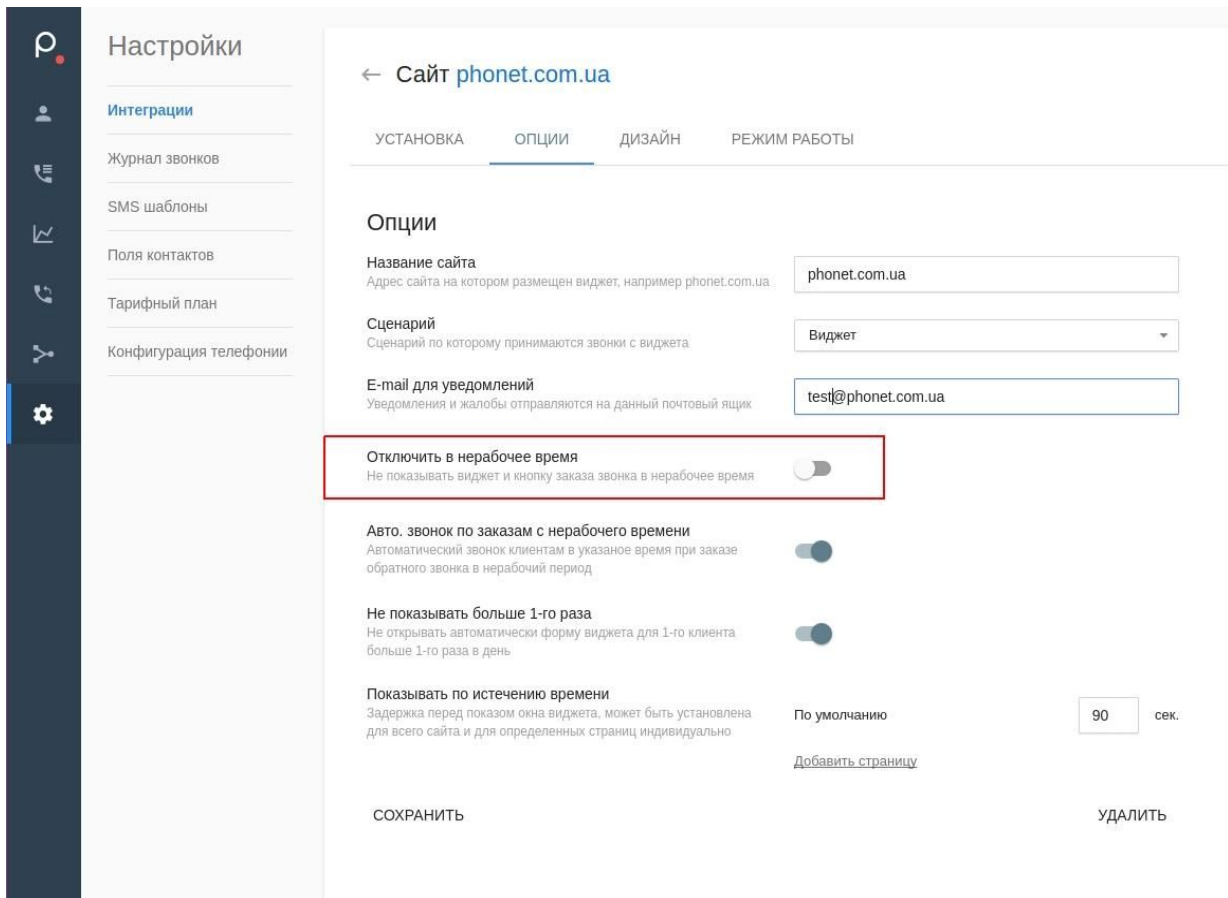 Настройки
Интеграции
Журнал звонков
SMS шаблоны
Поля контактов
Тарифный план
Конфигурация телефонии
← Сайт phonet.com.ua
УСТАНОВКА ОПЦИИ ДИЗАЙН РЕЖИМ РАБОТЫ
Опции
Название сайта
Адрес сайта на котором размещен виджет, например phonet.com.ua
phonet.com.ua
Сценарий
Сценарий по которому принимаются звонки с виджета
Виджет
E-mail для уведомлений
Уведомления и жалобы отправляются на данный почтовый ящик
test@phonet.com.ua
Отключить в нерабочее время
Не показывать виджет и кнопку заказа звонка в нерабочее время
Авто. звонок по заказам с нерабочего времени
Автоматический звонок клиентам в указаное время при заказе
обратного звонка в нерабочий период
Не показывать больше 1-го раза
Не открывать автоматически форму виджета для 1-го клиента
больше 1-го раза в день
Показывать по истечению времени
Задержка перед показом окна виджета, может быть установлена
для всего сайта и для определенных страниц индивидуально
По умолчанию 90 сек.
Добавить страницу
СОХРАНИТЬ УДАЛИТЬ